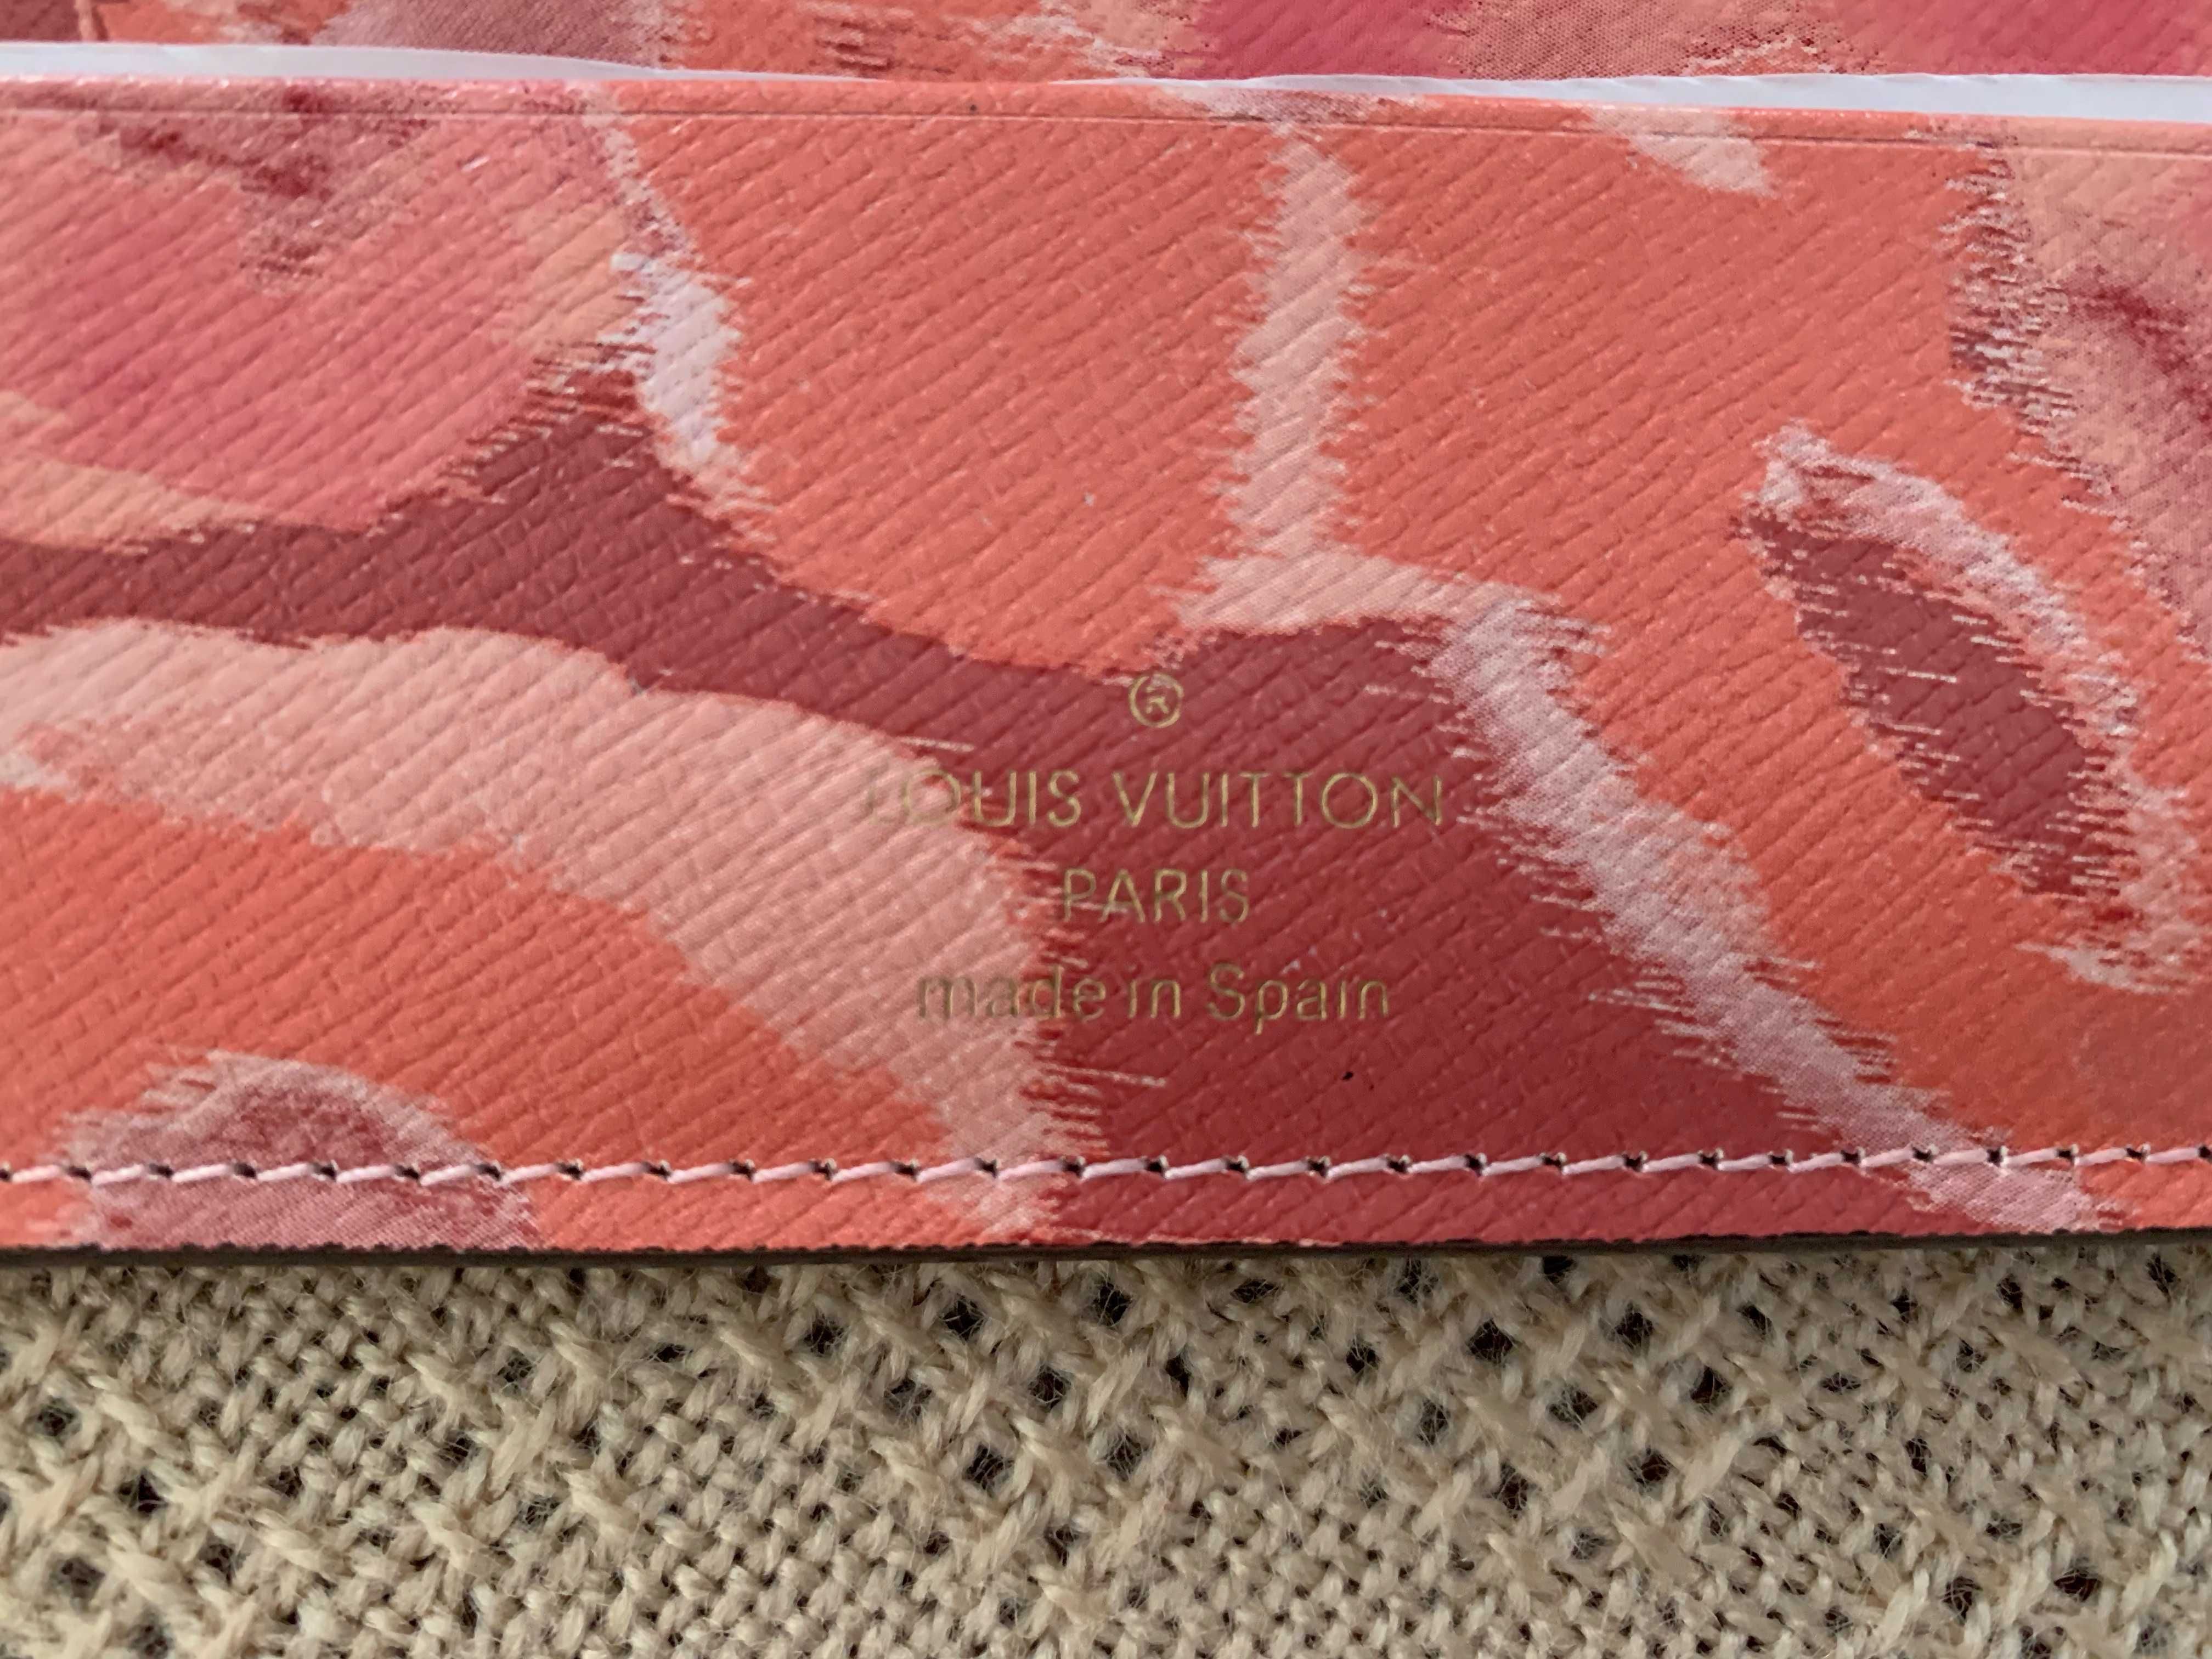 ®
LOUIS VUITTON
PARIS
made in Spain